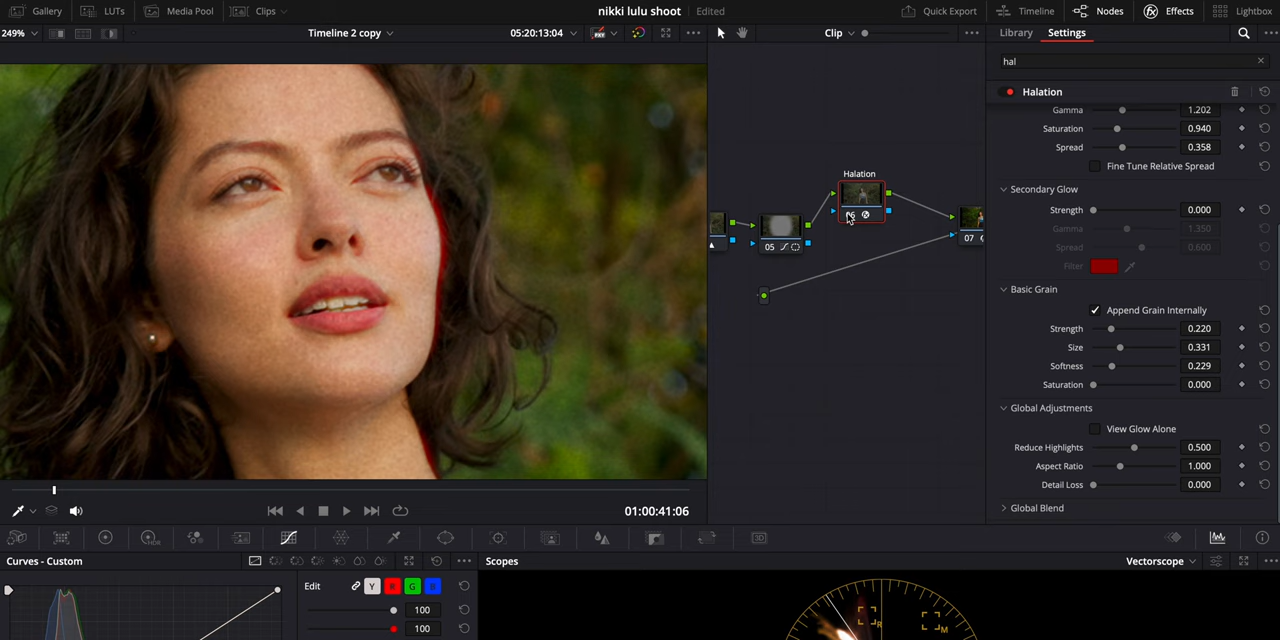 Gallery LUTs Media Pool Clips nikki lulu shoot Edited Quick Export Timeline Nodes Effects Lightbox
249% Timeline 2 copy 05:20:13:04 Clip Library Settings
hal
Halation
Gamma 1.202
Saturation 0.940
Spread 0.358
Fine Tune Relative Spread
Halation
Secondary Glow
Strength 0.000
Gamma 1.350
Spread 0.600
Filter
05
07
Basic Grain
Append Grain Internally
Strength 0.220
Size 0.331
Softness 0.229
Saturation 0.000
Global Adjustments
View Glow Alone
Reduce Highlights 0.500
Aspect Ratio 1.000
Detail Loss 0.000
Global Blend
01:00:41:06
HDR
3D
Curves - Custom Scopes Vectorscope
Edit Y R G B
100
100
R
M